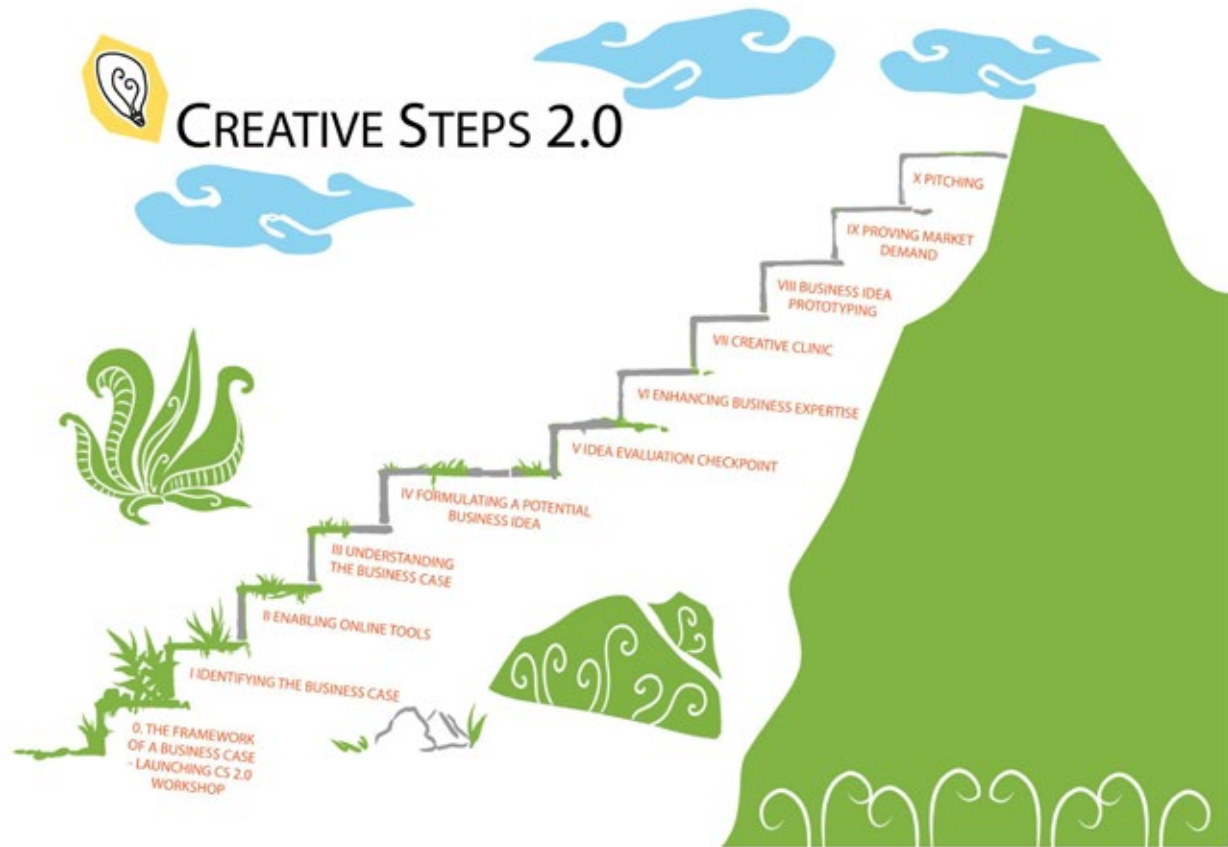 CREATIVE STEPS 2.0
X PITCHING
IX PROVING MARKET
DEMAND
VIII BUSINESS IDEA
PROTOTYPING
VII CREATIVE CLINIC
VI ENHANCING BUSINESS EXPERTISE
V IDEA EVALUATION CHECKPOINT
IV FORMULATING A POTENTIAL
BUSINESS IDEA
III UNDERSTANDING
THE BUSINESS CASE
II ENABLING ONLINE TOOLS
I IDENTIFYING THE BUSINESS CASE
0. THE FRAMEWORK
OF A BUSINESS CASE
- LAUNCHING CS 2.0
WORKSHOP